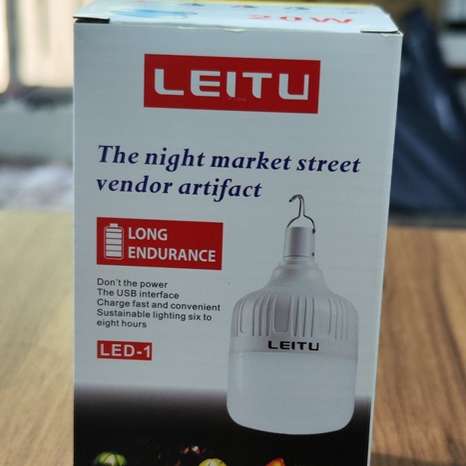 20W
LEITU
The night market street
vendor artifact
LONG
ENDURANCE
Don't the power
The USB interface
Charge fast and convenient
Sustainable lighting six to
eight hours
LED-1
LEITU